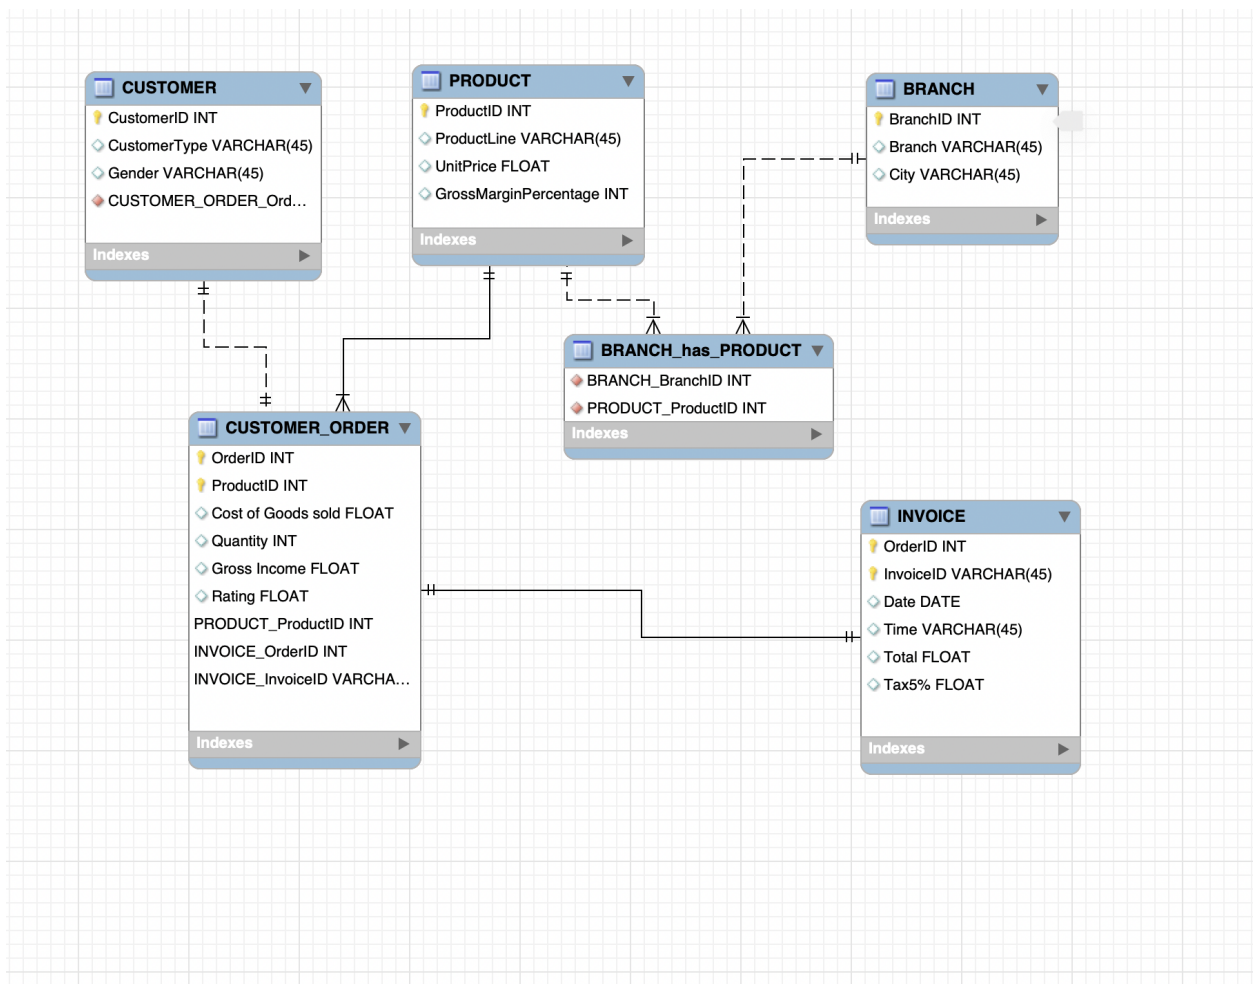 CUSTOMER
CustomerID INT
CustomerType VARCHAR(45)
Gender VARCHAR(45)
CUSTOMER_ORDER_Ord...
Indexes
PRODUCT
ProductID INT
ProductLine VARCHAR(45)
UnitPrice FLOAT
GrossMarginPercentage INT
Indexes
BRANCH
BranchID INT
Branch VARCHAR(45)
City VARCHAR(45)
Indexes
BRANCH_has_PRODUCT
BRANCH_BranchID INT
PRODUCT_ProductID INT
Indexes
CUSTOMER_ORDER
OrderID INT
ProductID INT
Cost of Goods sold FLOAT
Quantity INT
Gross Income FLOAT
Rating FLOAT
PRODUCT_ProductID INT
INVOICE_OrderID INT
INVOICE_InvoiceID VARCHA...
Indexes
INVOICE
OrderID INT
InvoiceID VARCHAR(45)
Date DATE
Time VARCHAR(45)
Total FLOAT
Tax5% FLOAT
Indexes